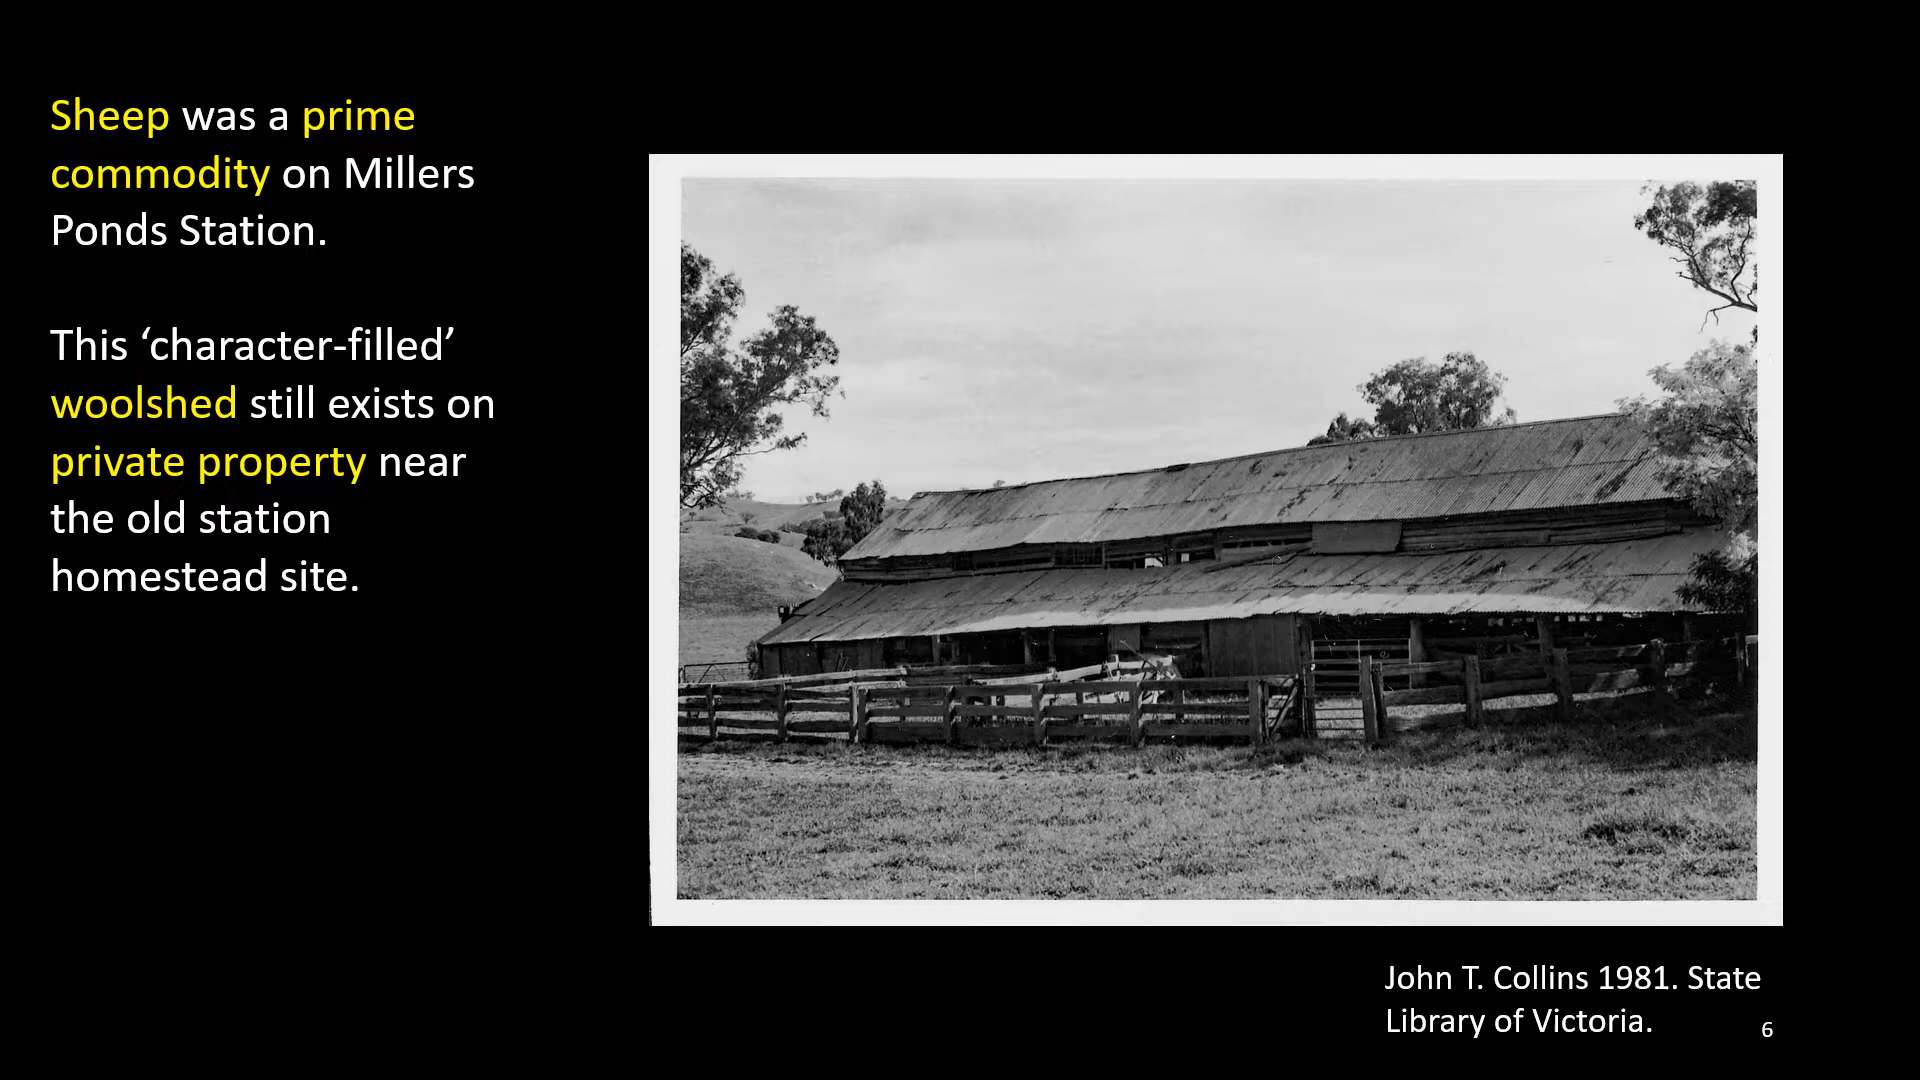 Sheep was a prime
commodity on Millers
Ponds Station.
This ‘character-filled’
woolshed still exists on
private property near
the old station
homestead site.
John T. Collins 1981. State
Library of Victoria.
6